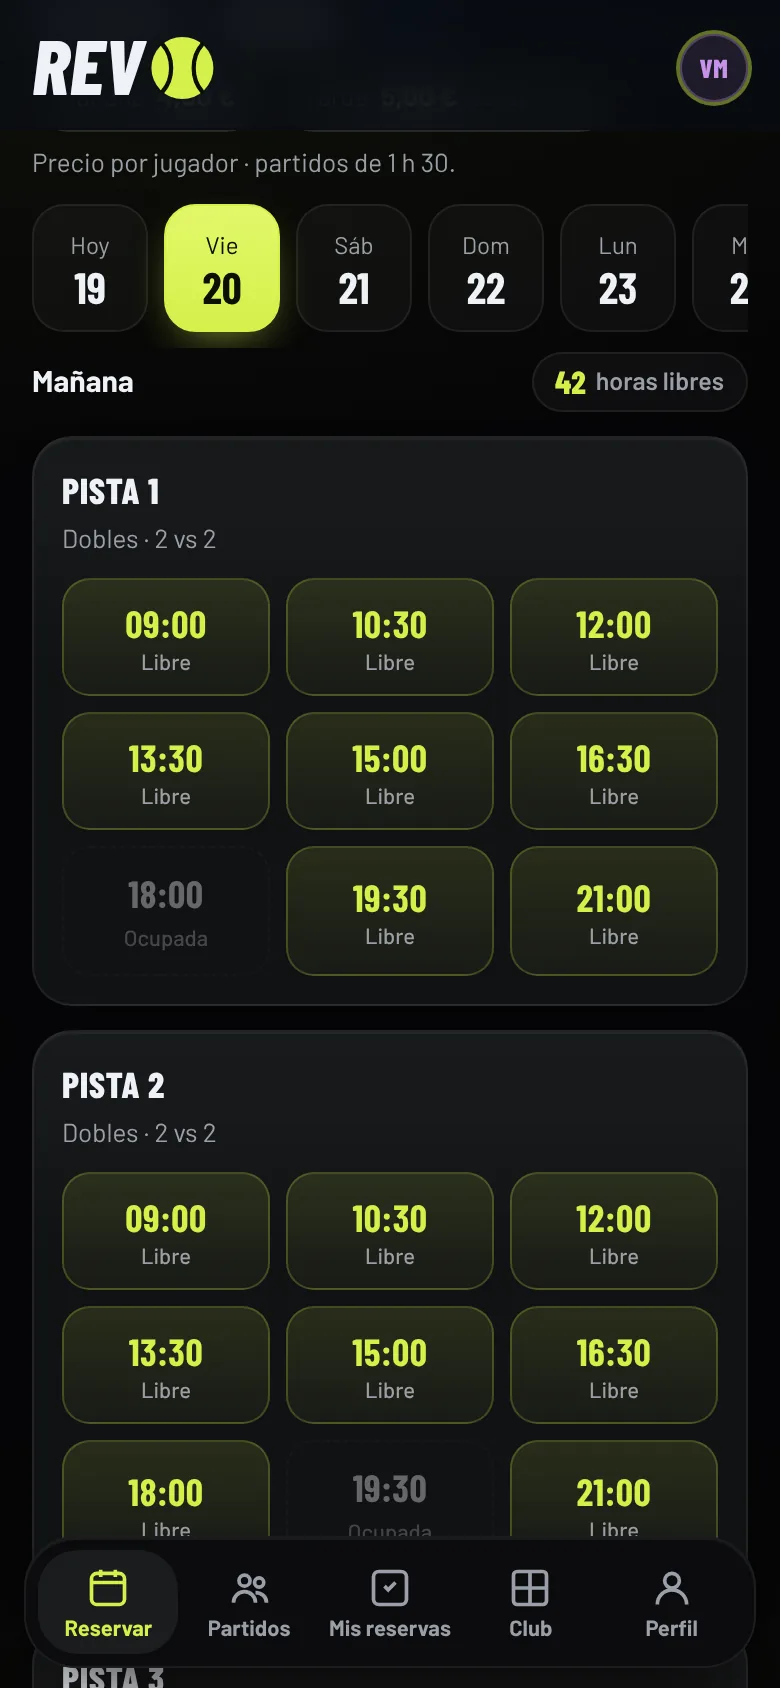 REVO
VM
5,00 €
Precio por jugador · partidos de 1 h 30.
Hoy Vie Sáb Dom Lun M
19 20 21 22 23 2
Mañana 42 horas libres
PISTA 1
Dobles · 2 vs 2
09:00 10:30 12:00
Libre Libre Libre
13:30 15:00 16:30
Libre Libre Libre
18:00 19:30 21:00
Ocupada Libre Libre
PISTA 2
Dobles · 2 vs 2
09:00 10:30 12:00
Libre Libre Libre
13:30 15:00 16:30
Libre Libre Libre
18:00 19:30 21:00
Libre Ocupada Libre
Reservar Partidos Mis reservas Club Perfil
PISTA 3